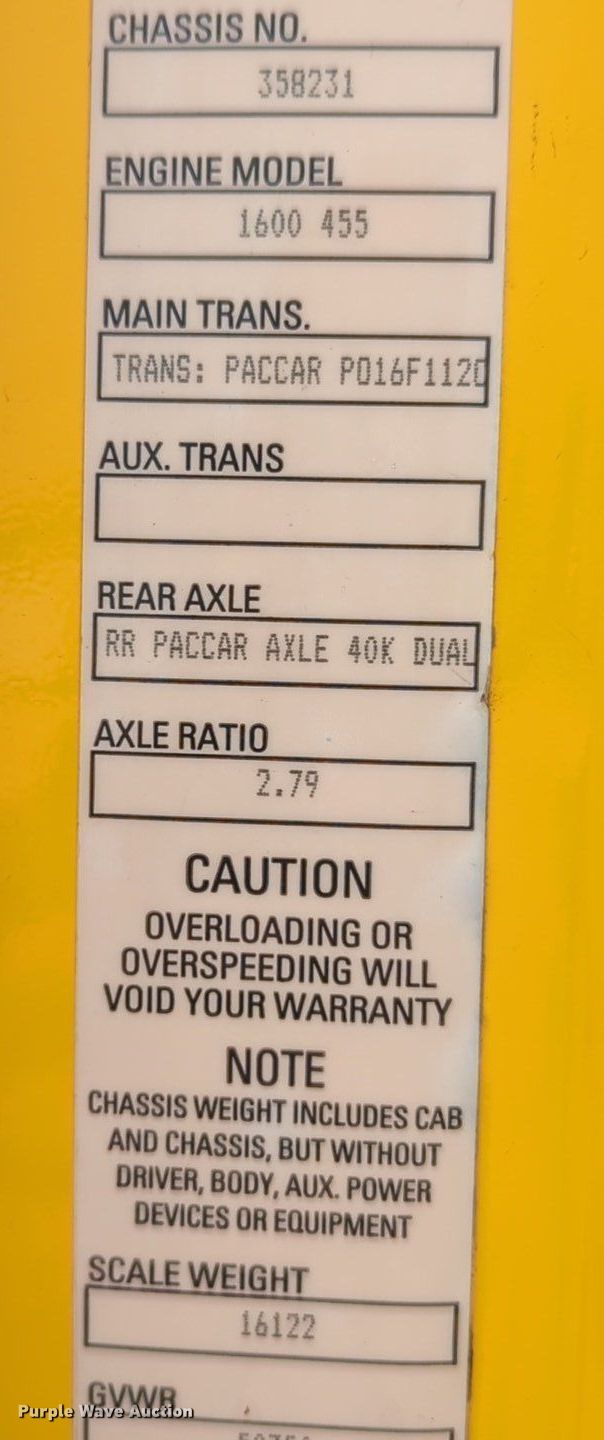 CHASSIS NO.
358231
ENGINE MODEL
1600 455
MAIN TRANS.
TRANS: PACCAR PO16F112C
AUX. TRANS
REAR AXLE
RR PACCAR AXLE 40K DUAL
AXLE RATIO
2.79
CAUTION
OVERLOADING OR
OVERSPEEDING WILL
VOID YOUR WARRANTY
NOTE
CHASSIS WEIGHT INCLUDES CAB
AND CHASSIS, BUT WITHOUT
DRIVER, BODY, AUX. POWER
DEVICES OR EQUIPMENT
SCALE WEIGHT
16122
GVWR
Purple Wave Auction